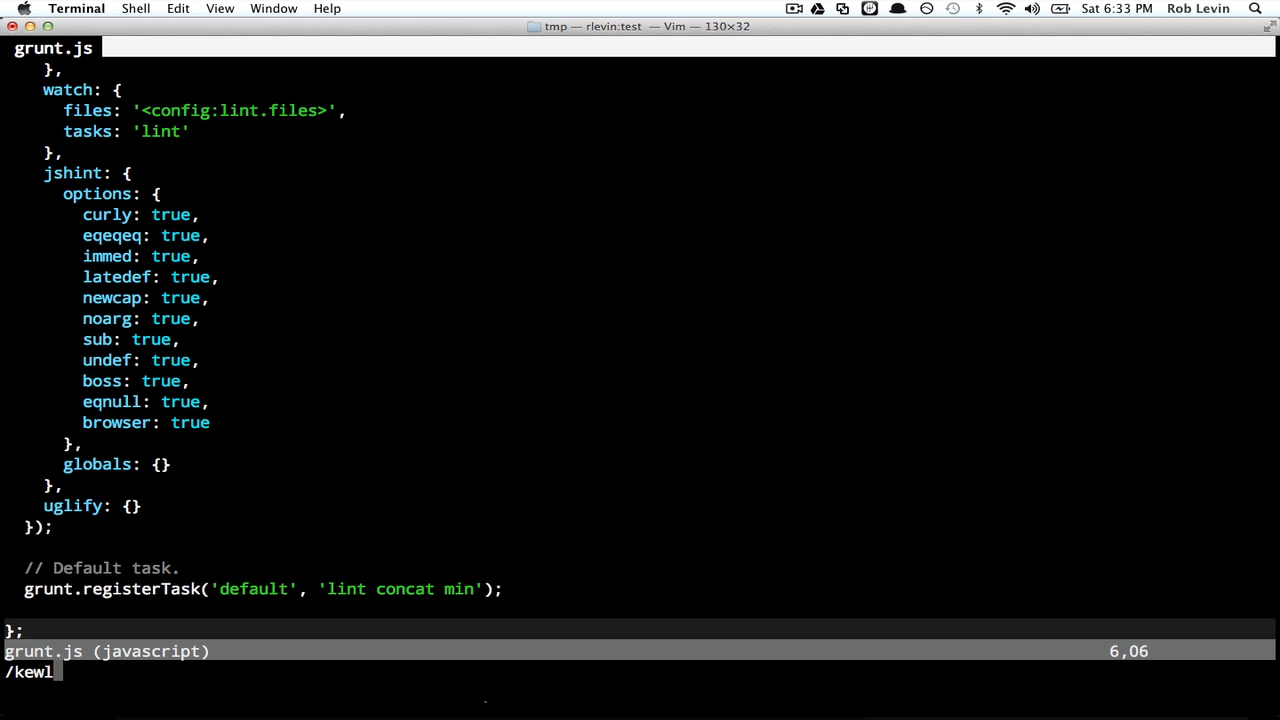 Terminal Shell Edit View Window Help Sat 6:33 PM Rob Levin
tmp — rlevin:test — Vim — 130×32
grunt.js
},
watch: {
files: '<config:lint.files>',
tasks: 'lint'
},
jshint: {
options: {
curly: true,
eqeqeq: true,
immed: true,
latedef: true,
newcap: true,
noarg: true,
sub: true,
undef: true,
boss: true,
eqnull: true,
browser: true
},
globals: {}
},
uglify: {}
});
// Default task.
grunt.registerTask('default', 'lint concat min');
};
grunt.js (javascript) 6,06
/kewl